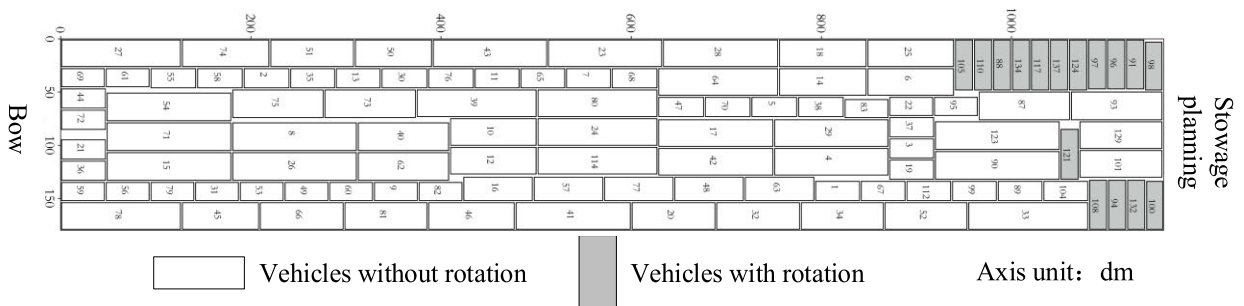 0 200 400 600 800 1000
0 50 100 150
Bow
Stowage planning
27 74 51 50 43 23 28 18 25
105 110 88 134 117 137 124 97 96 91 98
69 61 55 58 2 35 13 30 76 11 65 7 68 64 14 6
44 54 75 73 39 80 47 70 5 38 83 22 95 87 93
72 71 8 40 10 24 17 29 37 123 129
21 15 26 62 12 114 42 4 3 90 121 101
36 19
59 56 79 31 53 49 60 9 82 16 57 77 48 63 1 67 112 99 89 104
108 94 132 100
78 45 66 81 46 41 20 32 34 52 33
Vehicles without rotation
Vehicles with rotation
Axis unit：dm